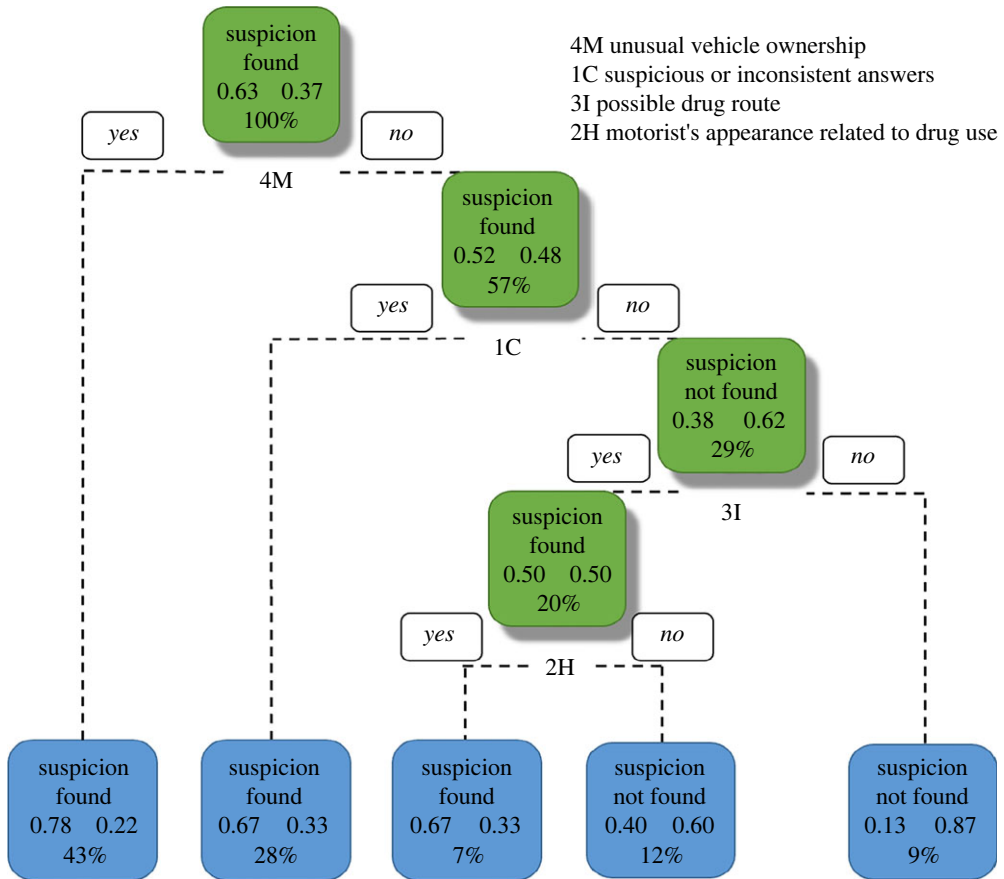 suspicion
found
0.63 0.37
100%
4M unusual vehicle ownership
1C suspicious or inconsistent answers
3I possible drug route
2H motorist's appearance related to drug use
yes
no
4M
suspicion
found
0.52 0.48
57%
yes
no
1C
suspicion
not found
0.38 0.62
29%
yes
no
3I
suspicion
found
0.50 0.50
20%
yes
no
2H
suspicion
found
0.78 0.22
43%
suspicion
found
0.67 0.33
28%
suspicion
found
0.67 0.33
7%
suspicion
not found
0.40 0.60
12%
suspicion
not found
0.13 0.87
9%